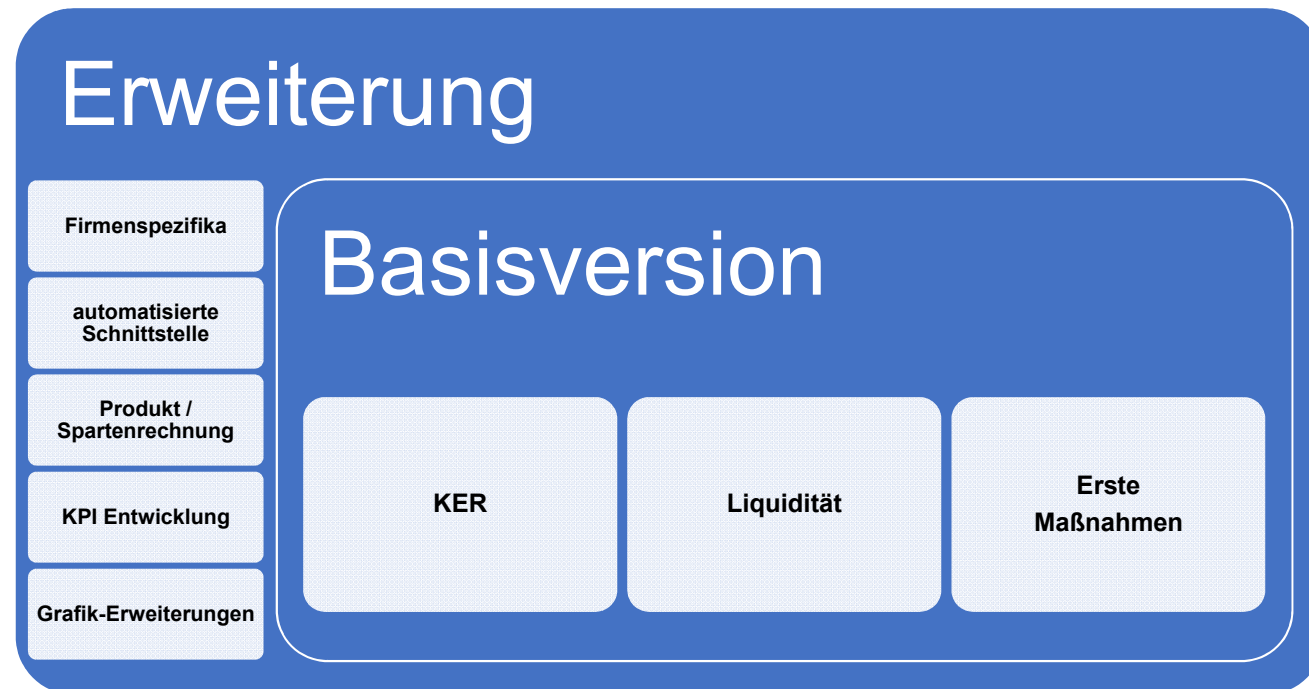 Erweiterung
Firmenspezifika
automatisierte
Schnittstelle
Produkt /
Spartenrechnung
KPI Entwicklung
Grafik-Erweiterungen
Basisversion
KER
Liquidität
Erste
Maßnahmen